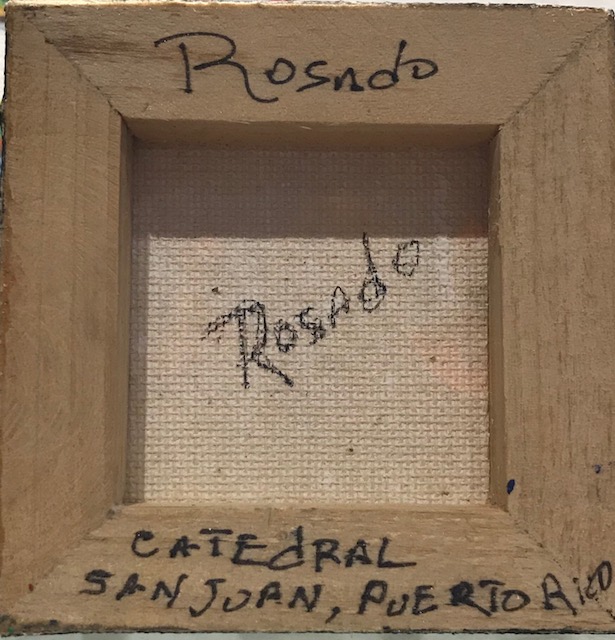 Rosado
Rosado
CATEdRAL
SAN JUAN, PUERTO RiCO